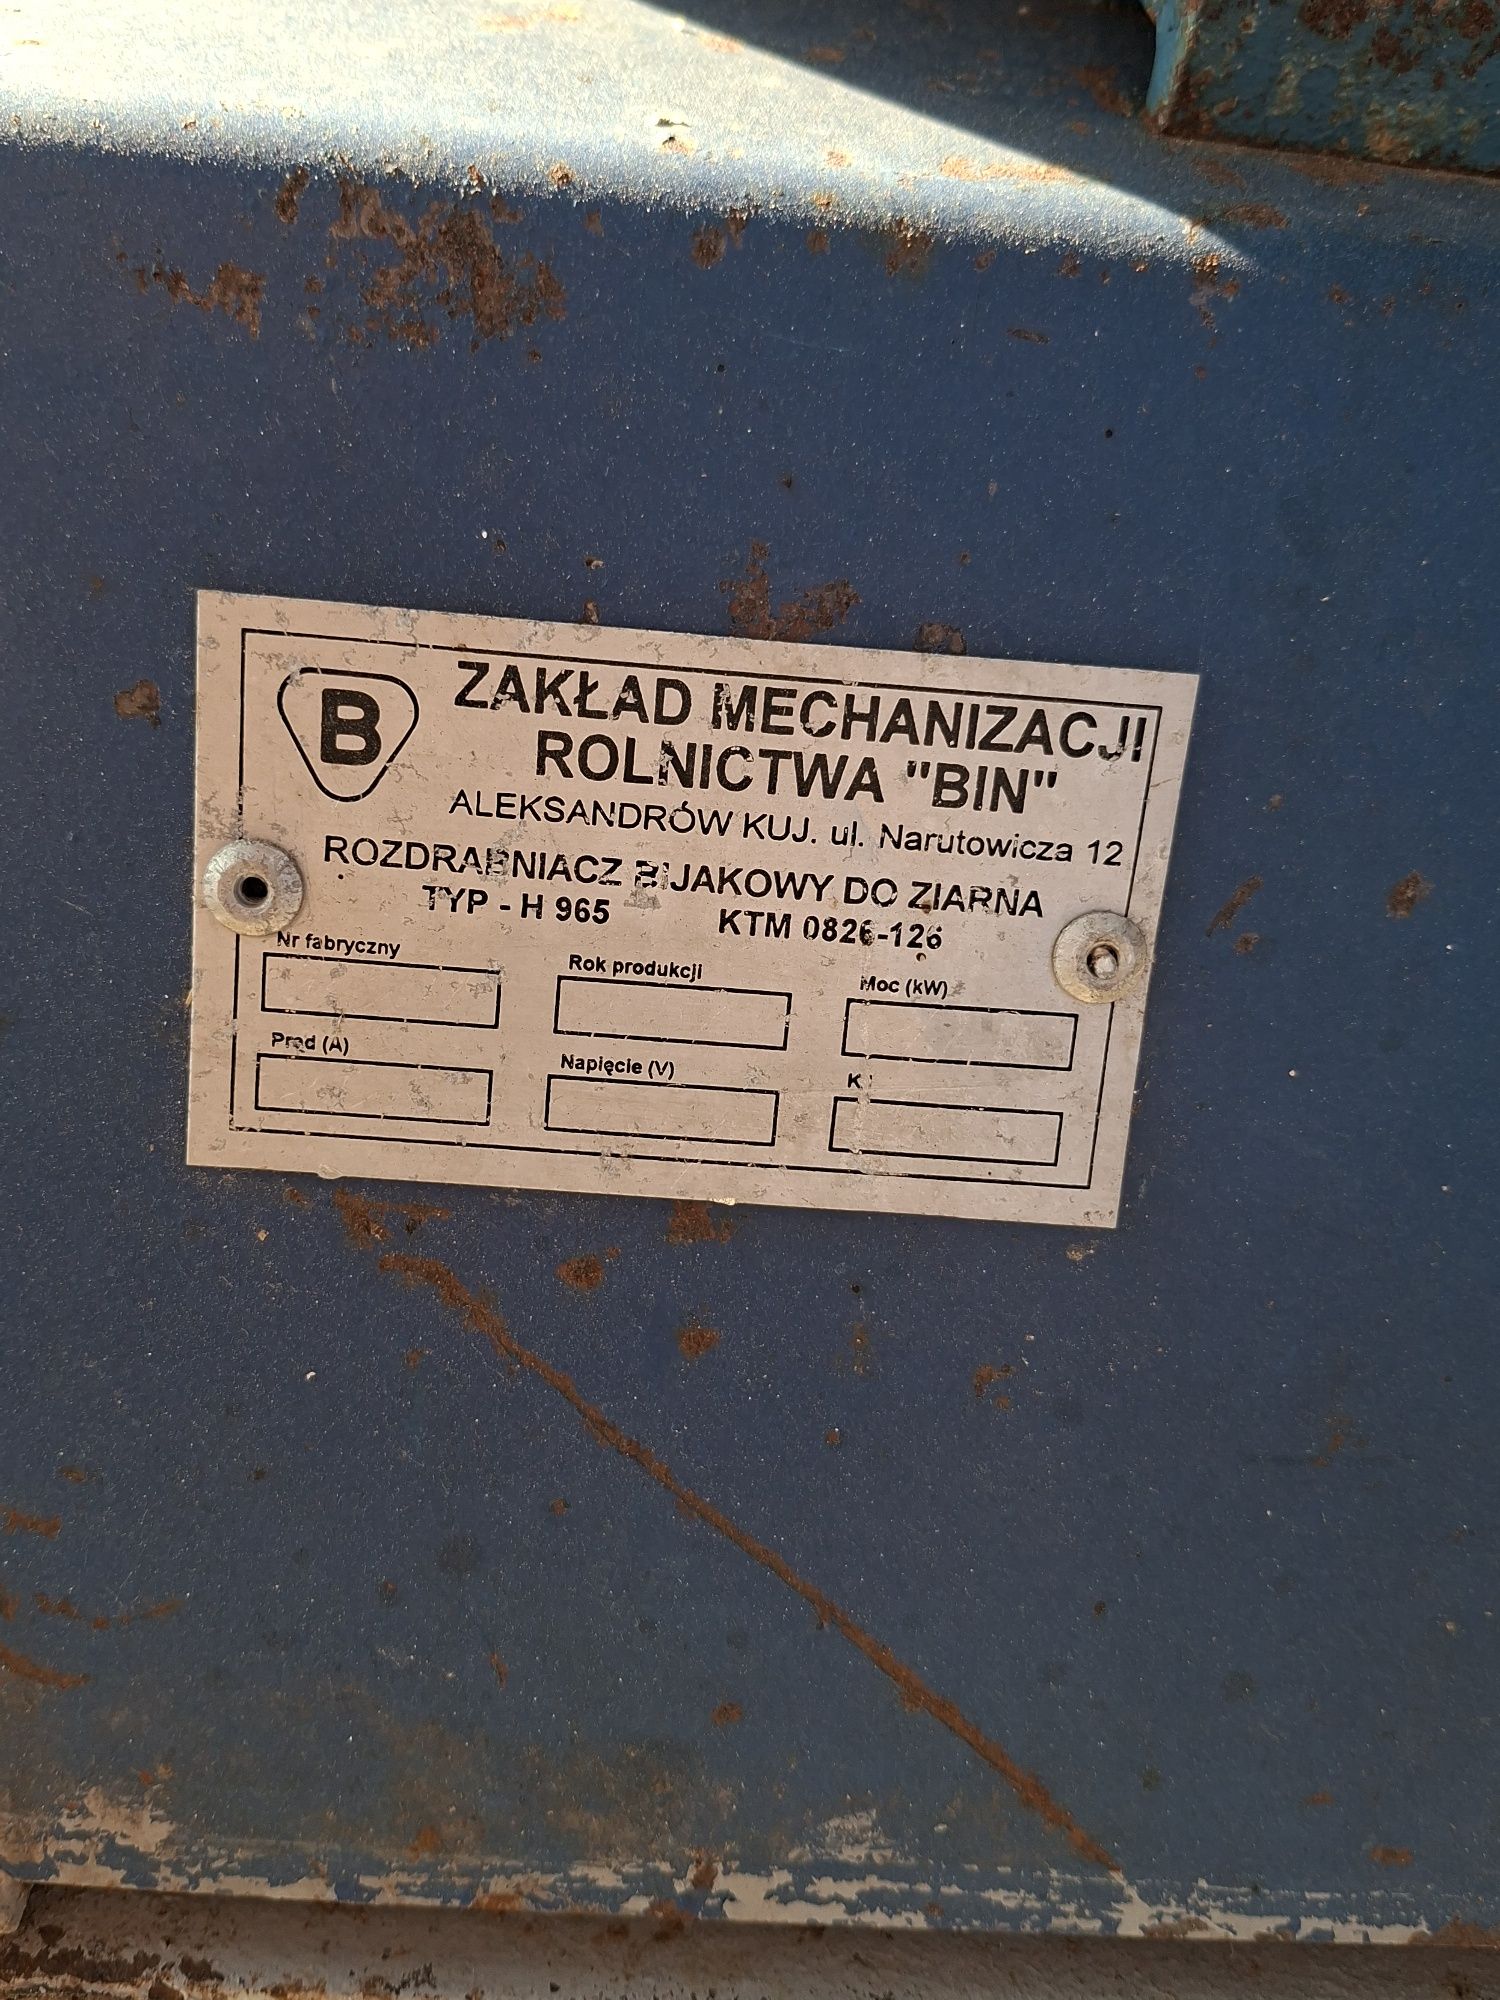 B
ZAKŁAD MECHANIZACJI
ROLNICTWA "BIN"
ALEKSANDRÓW KUJ. ul. Narutowicza 12
ROZDRABNIACZ BIJAKOWY DO ZIARNA
TYP - H 965 KTM 0826-126
Nr fabryczny Rok produkcji Moc (kW)
Prąd (A) Napięcie (V) K